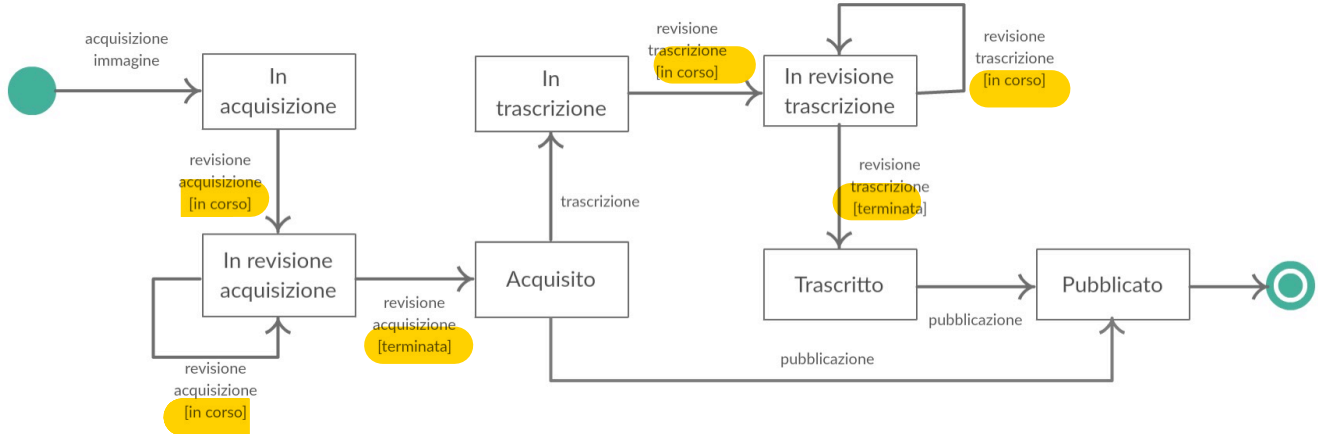 acquisizione
immagine
In
acquisizione
revisione
acquisizione
[in corso]
In revisione
acquisizione
revisione
acquisizione
[in corso]
revisione
acquisizione
[terminata]
Acquisito
trascrizione
In
trascrizione
revisione
trascrizione
[in corso]
In revisione
trascrizione
revisione
trascrizione
[in corso]
revisione
trascrizione
[terminata]
Trascritto
pubblicazione
pubblicazione
Pubblicato